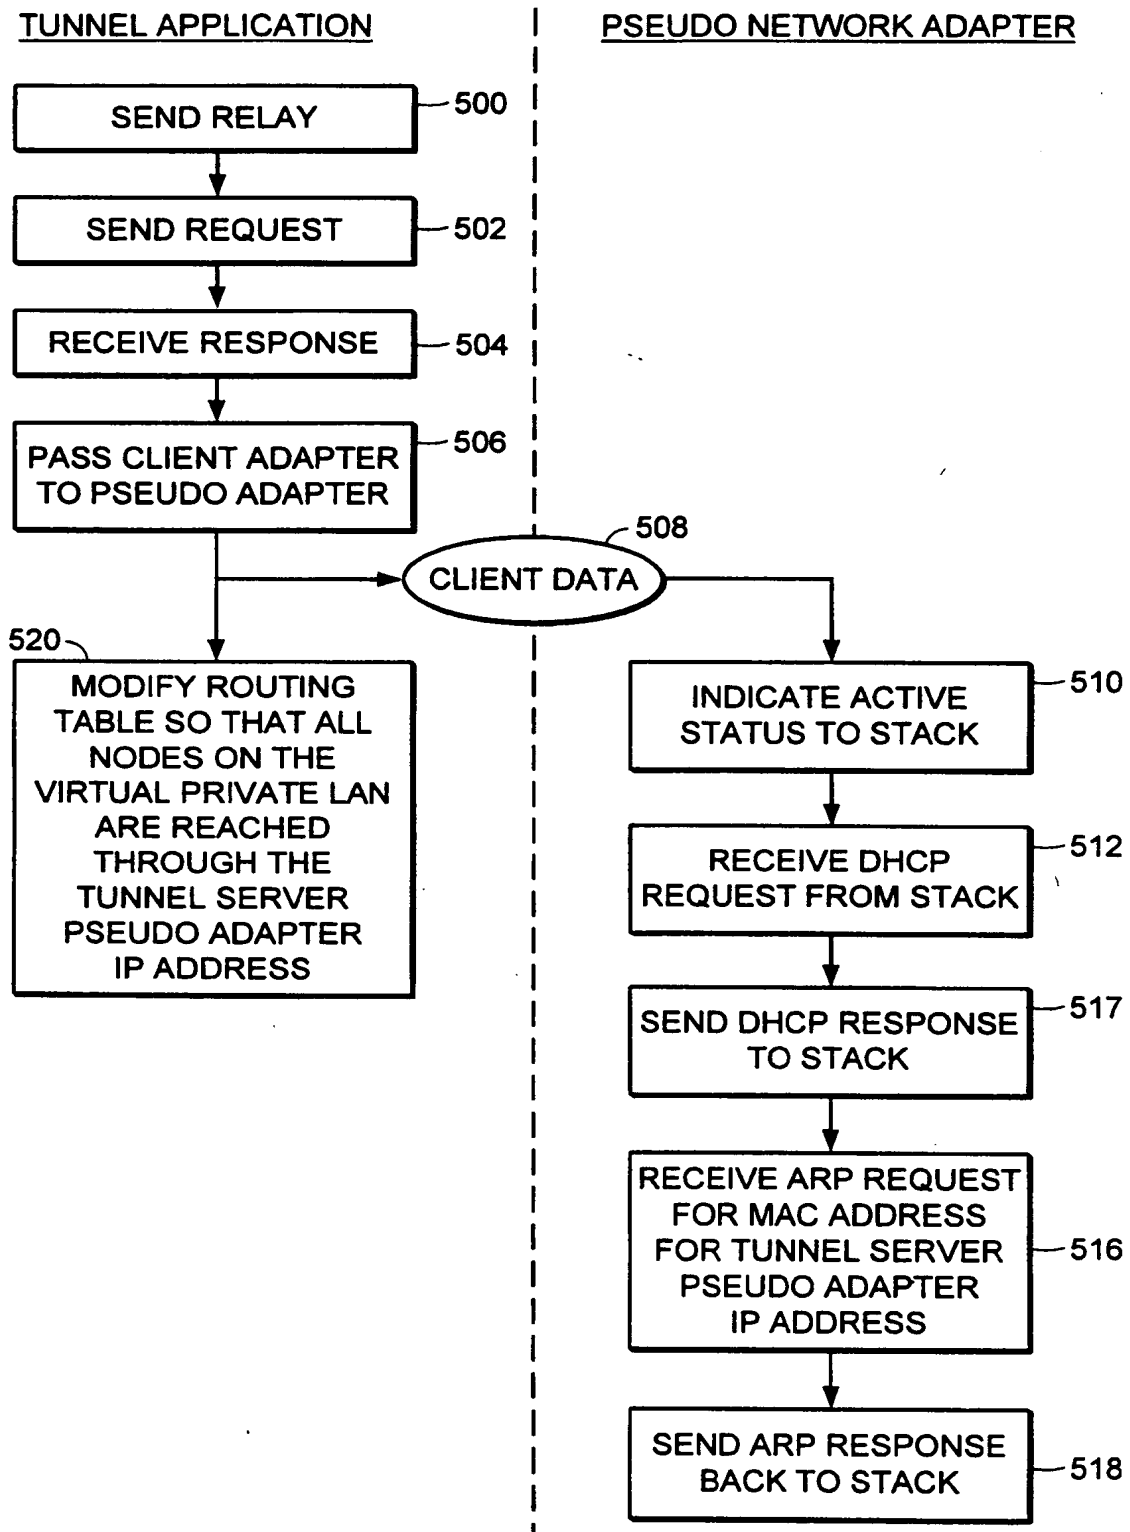 TUNNEL APPLICATION
SEND RELAY
500
SEND REQUEST
502
RECEIVE RESPONSE
504
PASS CLIENT ADAPTER
TO PSEUDO ADAPTER
506
508
CLIENT DATA
520
MODIFY ROUTING
TABLE SO THAT ALL
NODES ON THE
VIRTUAL PRIVATE LAN
ARE REACHED
THROUGH THE
TUNNEL SERVER
PSEUDO ADAPTER
IP ADDRESS
PSEUDO NETWORK ADAPTER
INDICATE ACTIVE
STATUS TO STACK
510
RECEIVE DHCP
REQUEST FROM STACK
512
SEND DHCP RESPONSE
TO STACK
517
RECEIVE ARP REQUEST
FOR MAC ADDRESS
FOR TUNNEL SERVER
PSEUDO ADAPTER
IP ADDRESS
516
SEND ARP RESPONSE
BACK TO STACK
518